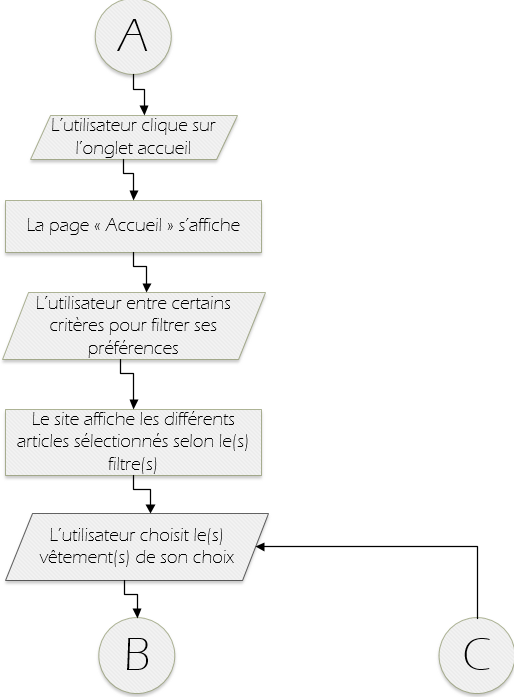 A
L'utilisateur clique sur
l'onglet accueil
La page « Accueil » s'affiche
L'utilisateur entre certains
critères pour filtrer ses
préférences
Le site affiche les différents
articles sélectionnés selon le(s)
filtre(s)
L'utilisateur choisit le(s)
vêtement(s) de son choix
B
C